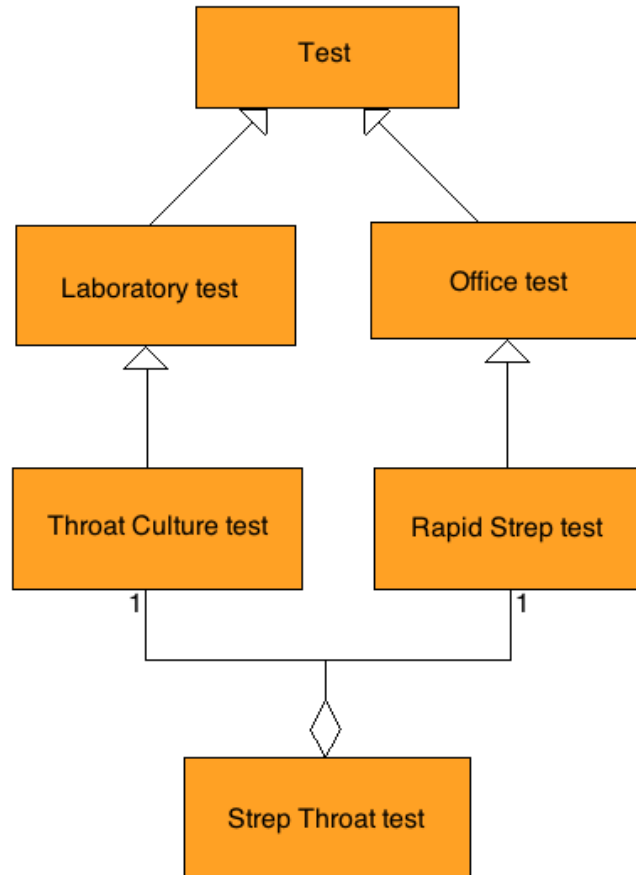 Test
Laboratory test
Office test
Throat Culture test
Rapid Strep test
1
1
Strep Throat test